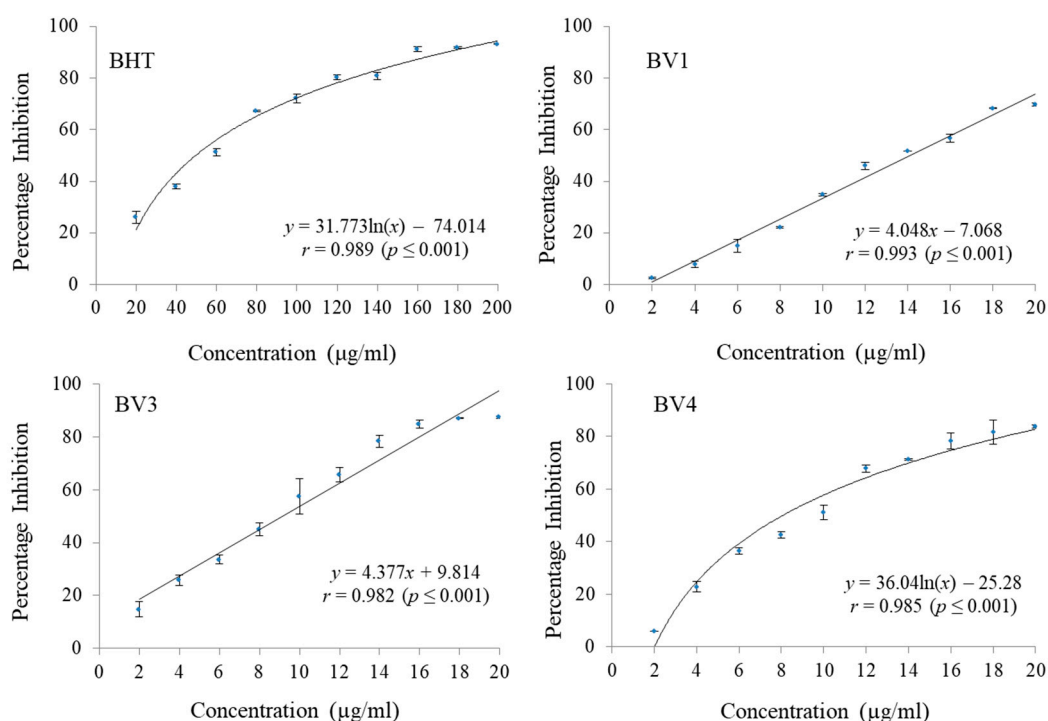 BHT
Percentage Inhibition
100
80
60
40
20
0
y = 31.773ln(x) − 74.014
r = 0.989 (p ≤ 0.001)
0 20 40 60 80 100 120 140 160 180 200
Concentration (µg/ml)
BV1
Percentage Inhibition
100
80
60
40
20
0
y = 4.048x − 7.068
r = 0.993 (p ≤ 0.001)
0 2 4 6 8 10 12 14 16 18 20
Concentration (µg/ml)
BV3
Percentage Inhibition
100
80
60
40
20
0
y = 4.377x + 9.814
r = 0.982 (p ≤ 0.001)
0 2 4 6 8 10 12 14 16 18 20
Concentration (µg/ml)
BV4
Percentage Inhibition
100
80
60
40
20
0
y = 36.04ln(x) − 25.28
r = 0.985 (p ≤ 0.001)
0 2 4 6 8 10 12 14 16 18 20
Concentration (µg/ml)